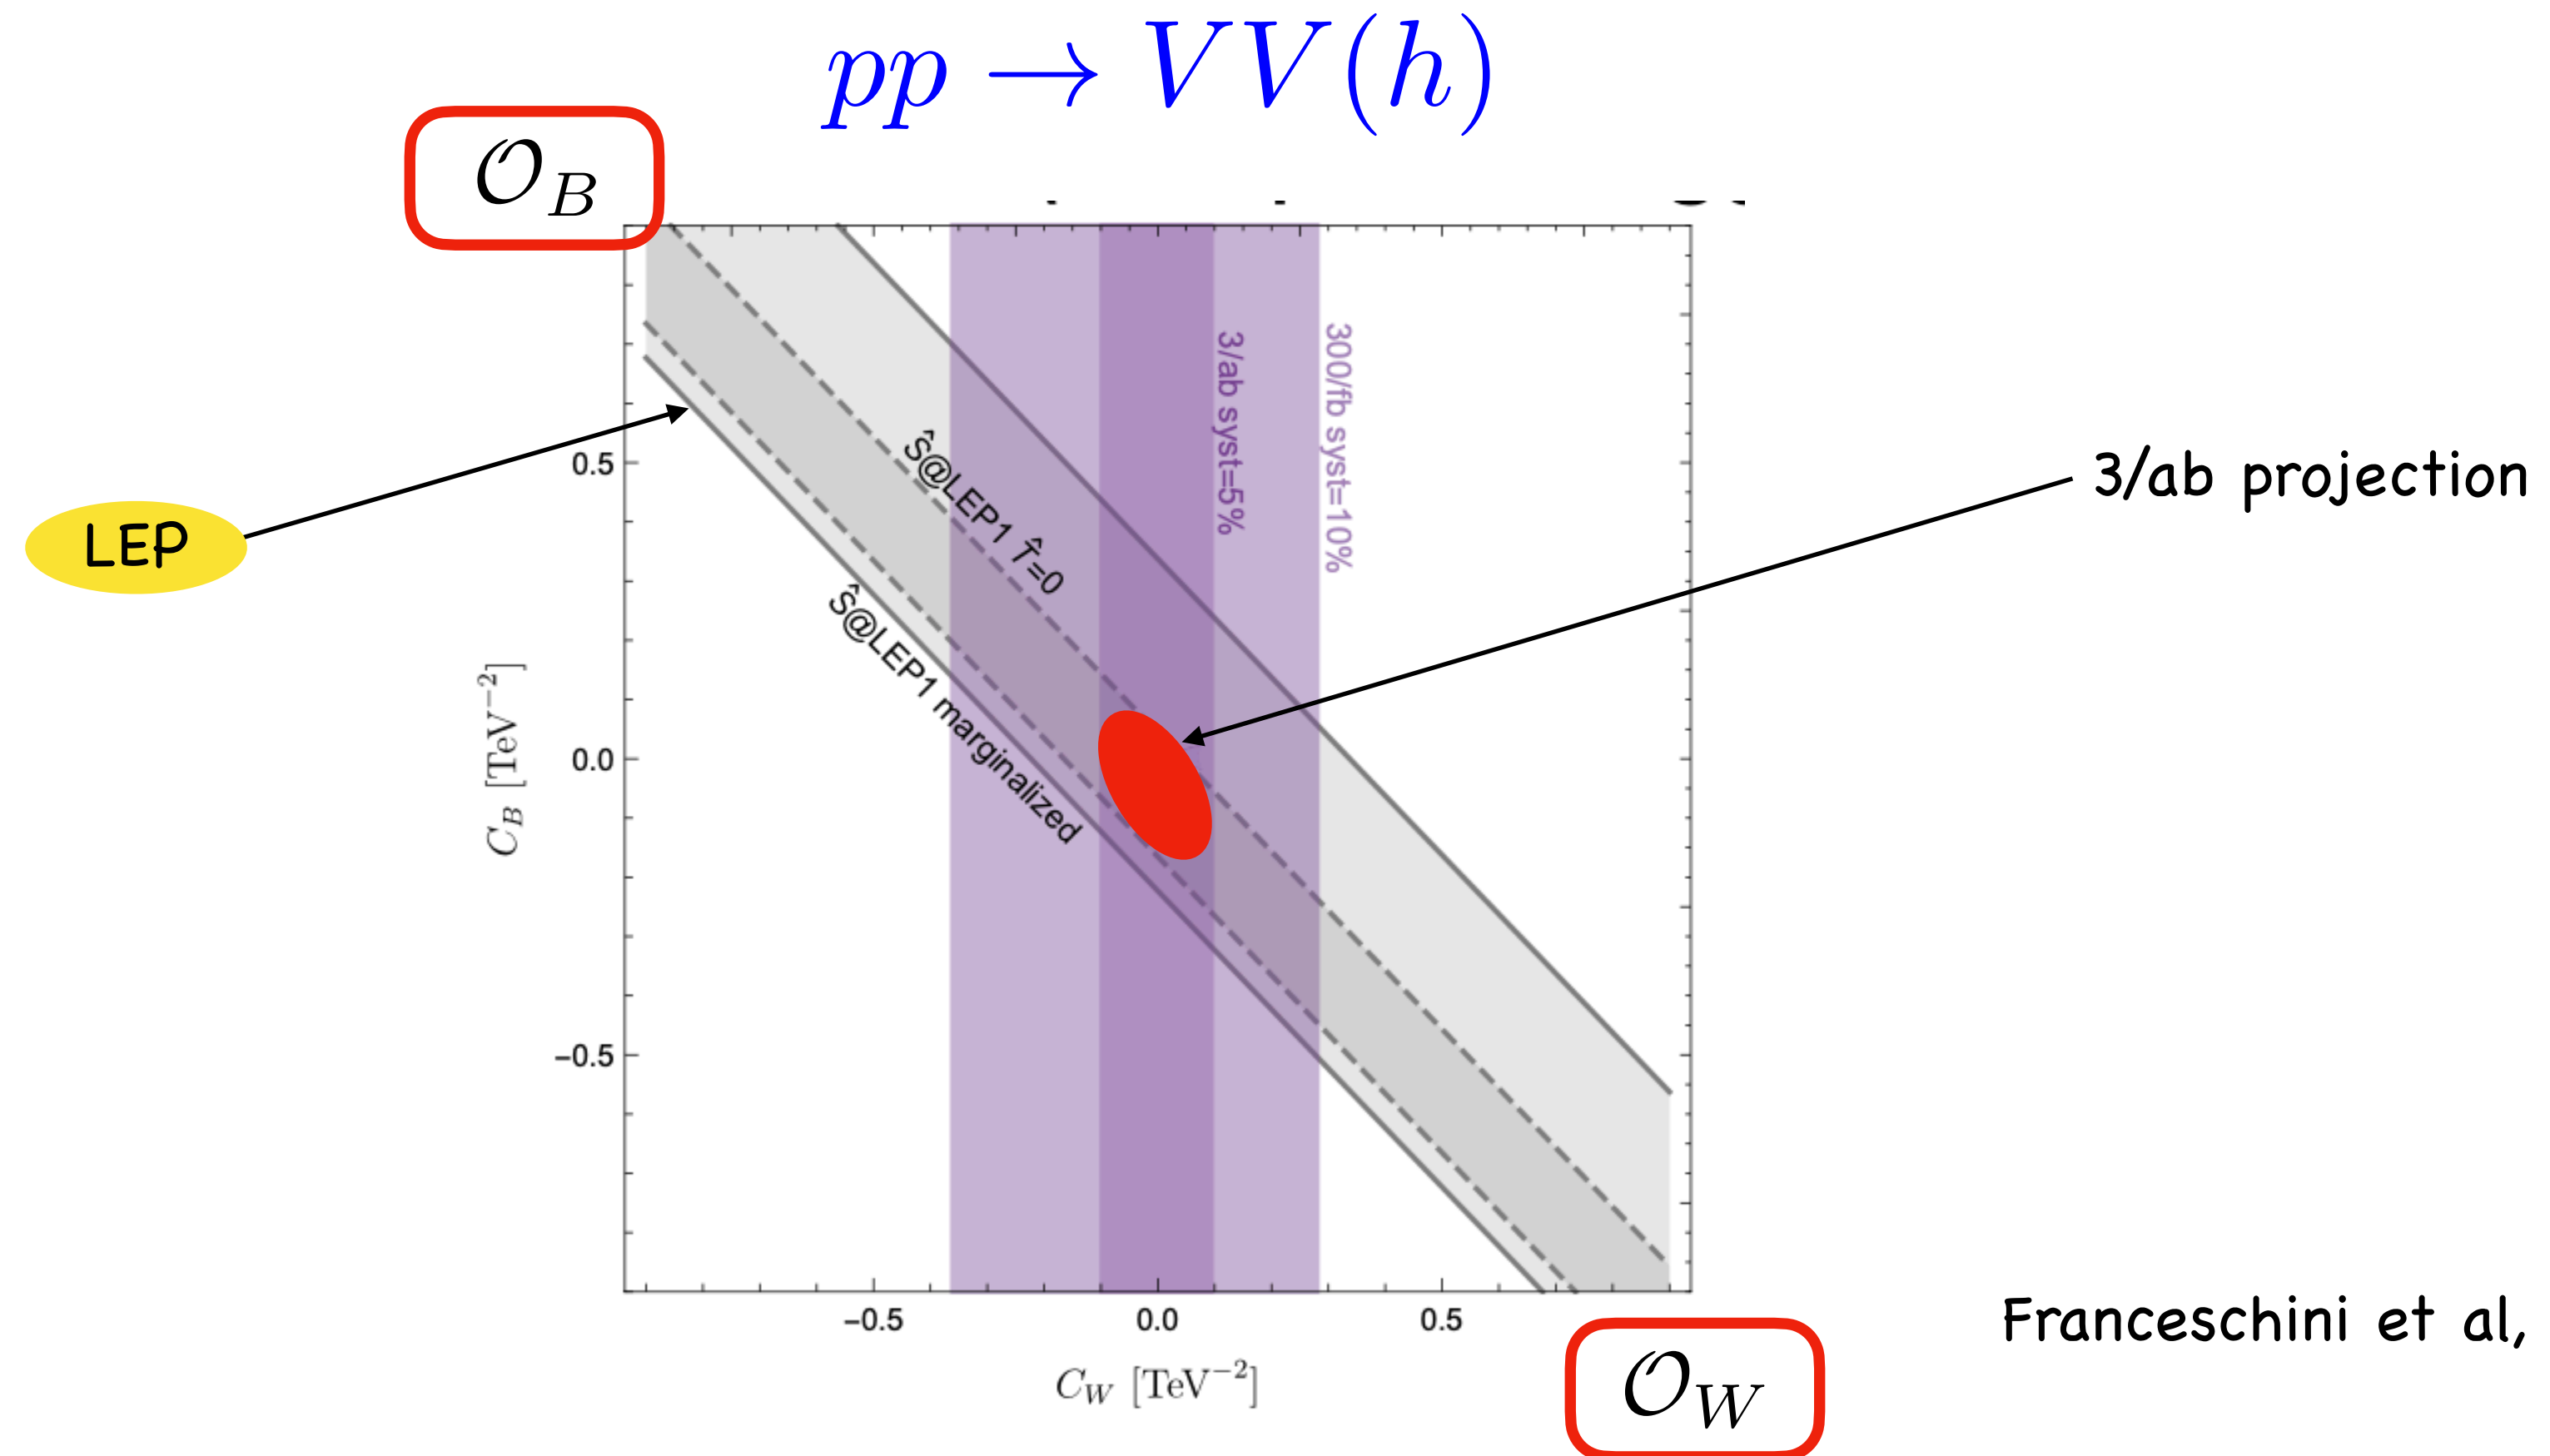 pp → VV(h)
𝒪_B
3/ab syst=5%
300/fb syst=10%
Ŝ@LEP1 T̂=0
Ŝ@LEP1 marginalized
LEP
3/ab projection
0.5
0.0
−0.5
C_B [TeV⁻²]
−0.5 0.0 0.5
C_W [TeV⁻²]
𝒪_W
Franceschini et al,